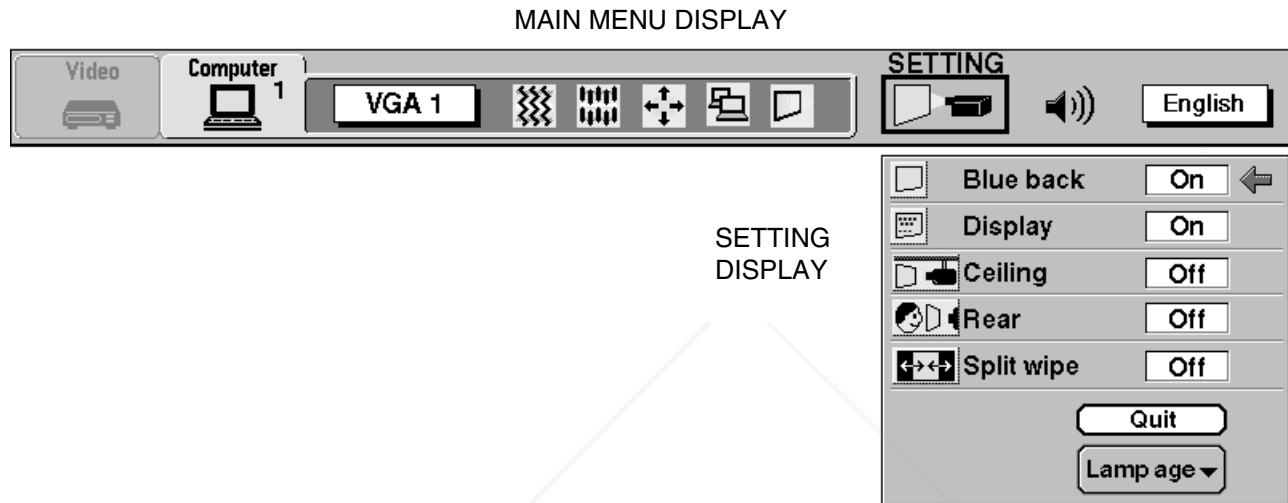 MAIN MENU DISPLAY
SETTING
Video
Computer
1
VGA 1
English
Blue back On
SETTING
DISPLAY
Display On
Ceiling Off
Rear Off
Split wipe Off
Quit
Lamp age